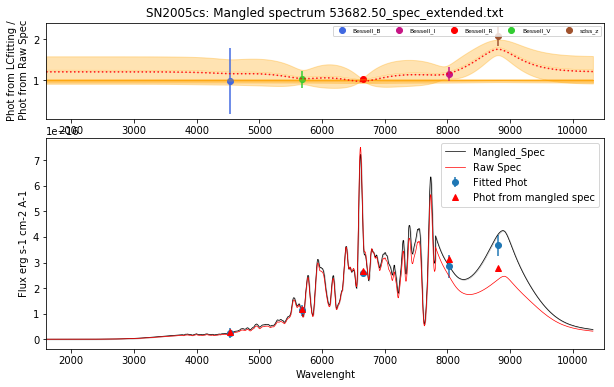 SN2005cs: Mangled spectrum 53682.50_spec_extended.txt
Phot from LCfitting /
Phot from Raw Spec
2
1
Bessell_B
Bessell_I
Bessell_R
Bessell_V
sdss_z
2000 3000 4000 5000 6000 7000 8000 9000 10000
1e−16
Flux erg s-1 cm-2 A-1
7
6
5
4
3
2
1
0
Mangled_Spec
Raw Spec
Fitted Phot
Phot from mangled spec
2000 3000 4000 5000 6000 7000 8000 9000 10000
Wavelenght